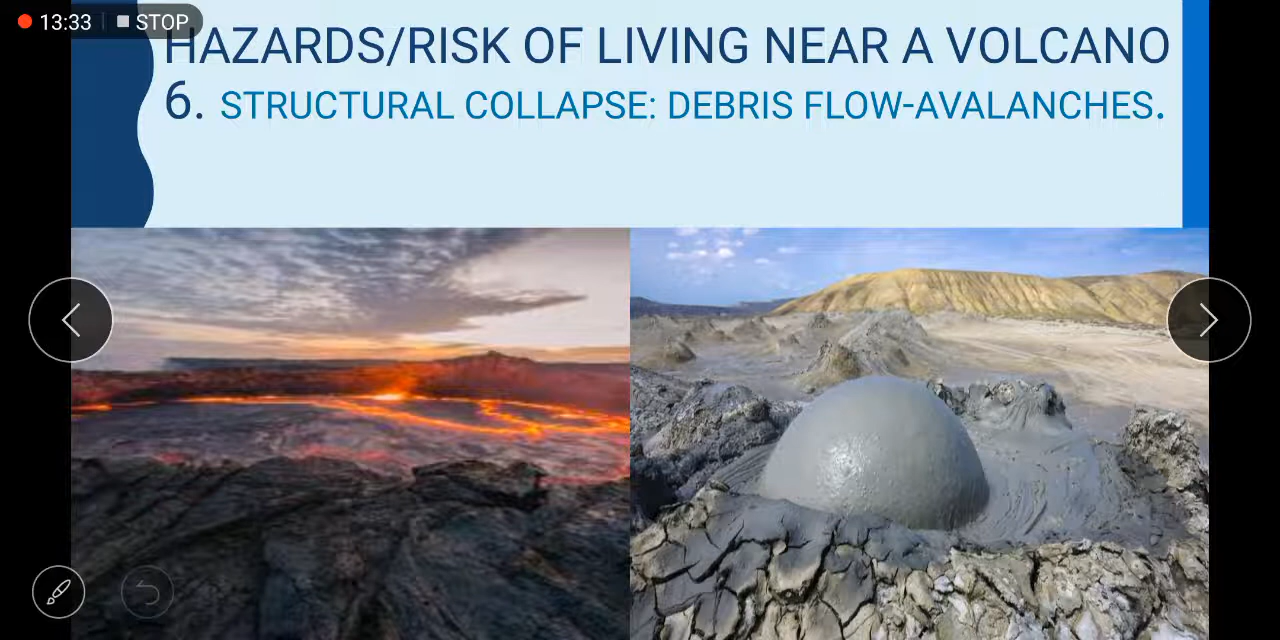 13:33 STOP
HAZARDS/RISK OF LIVING NEAR A VOLCANO
6. STRUCTURAL COLLAPSE: DEBRIS FLOW-AVALANCHES.